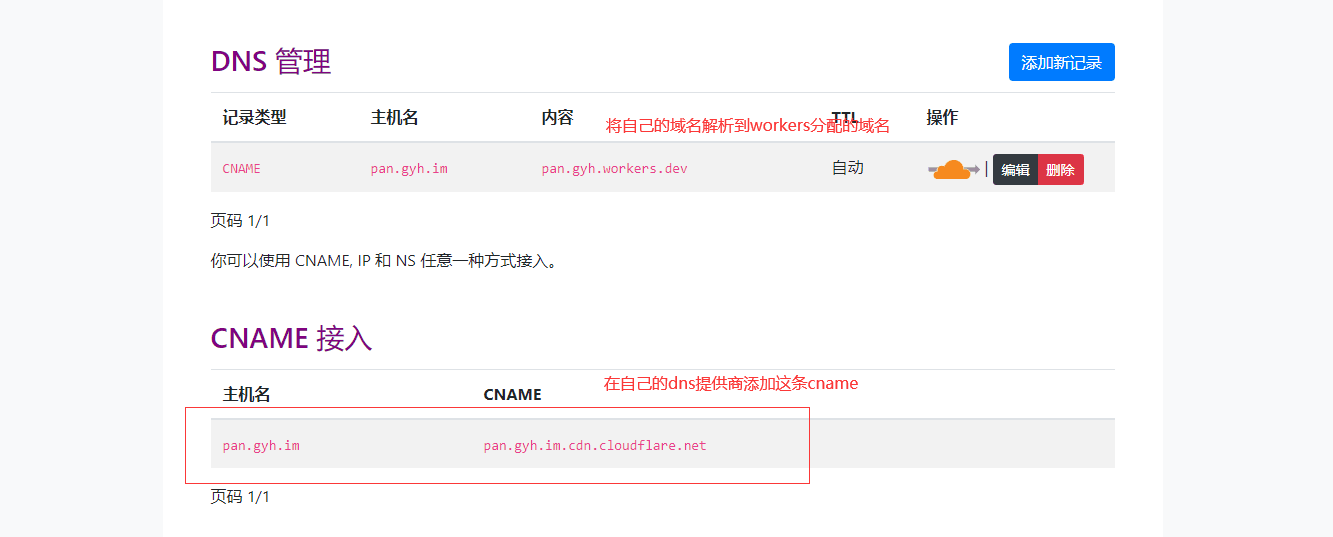 DNS 管理
添加新记录
记录类型 主机名 内容 TTL 操作
将自己的域名解析到workers分配的域名
CNAME pan.gyh.im pan.gyh.workers.dev 自动 | 编辑 删除
页码 1/1
你可以使用 CNAME, IP 和 NS 任意一种方式接入。
CNAME 接入
在自己的dns提供商添加这条cname
主机名 CNAME
pan.gyh.im pan.gyh.im.cdn.cloudflare.net
页码 1/1